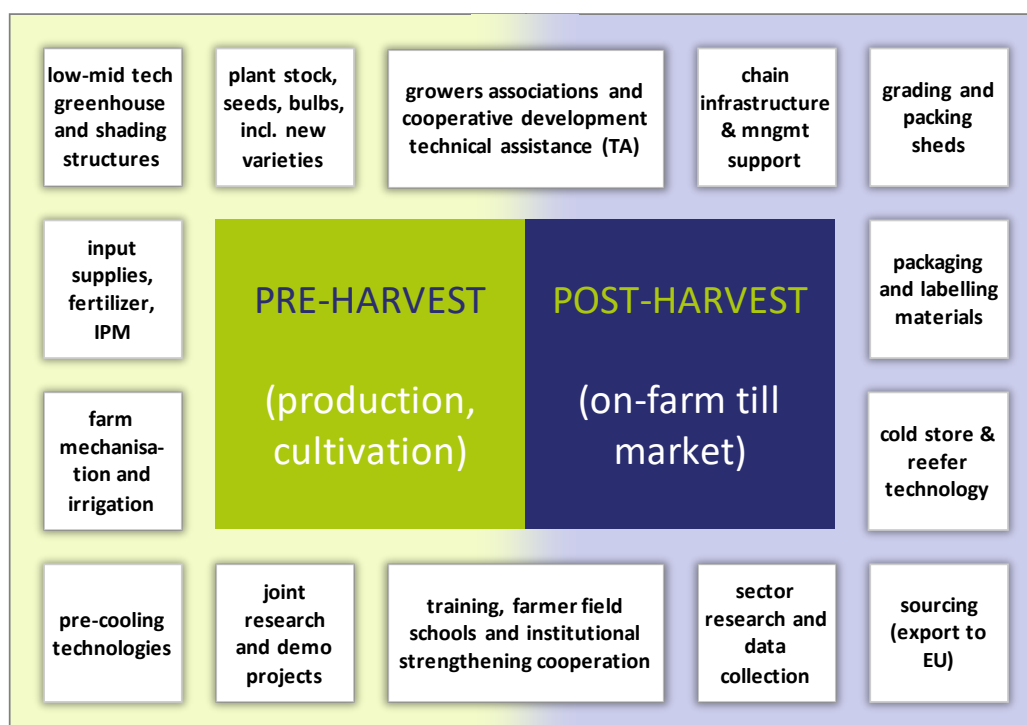 low-mid tech
greenhouse
and shading
structures
plant stock,
seeds, bulbs,
incl. new
varieties
growers associations and
cooperative development
technical assistance (TA)
chain
infrastructure
& mngmt
support
grading and
packing
sheds
input
supplies,
fertilizer,
IPM
PRE-HARVEST
(production,
cultivation)
POST-HARVEST
(on-farm till
market)
packaging
and labelling
materials
farm
mechanisa-
tion and
irrigation
cold store &
reefer
technology
pre-cooling
technologies
joint
research
and demo
projects
training, farmer field
schools and institutional
strengthening cooperation
sector
research and
data
collection
sourcing
(export to
EU)